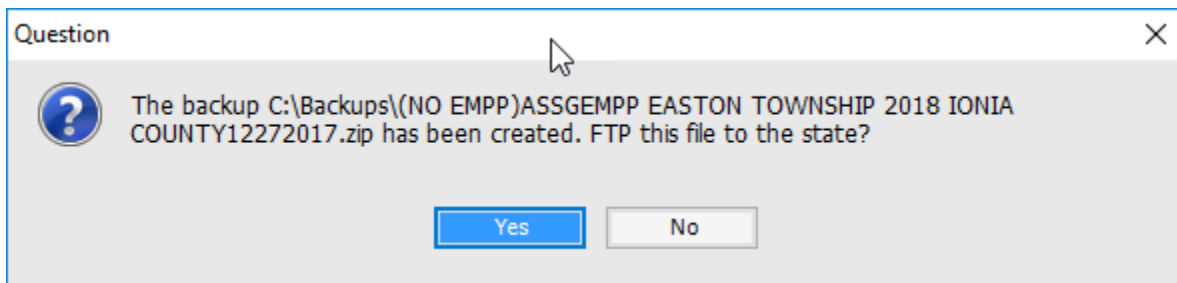 Question
The backup C:\Backups\(NO EMPP)ASSGEMPP EASTON TOWNSHIP 2018 IONIA
COUNTY12272017.zip has been created. FTP this file to the state?
Yes No